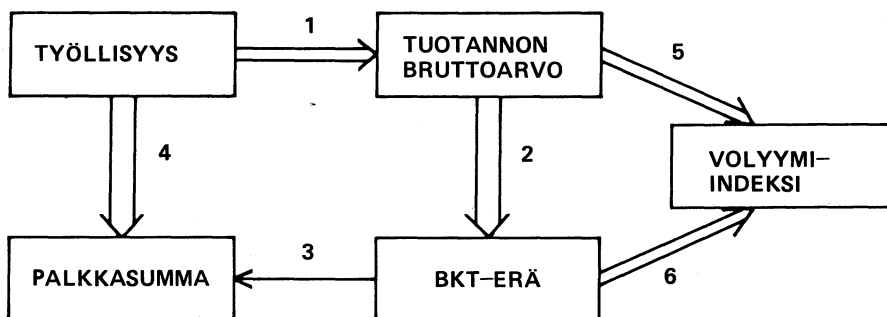 1
TYÖLLISYYS
TUOTANNON
BRUTTOARVO
5
4
2
VOLYYMI-
INDEKSI
3
PALKKASUMMA
BKT-ERÄ
6